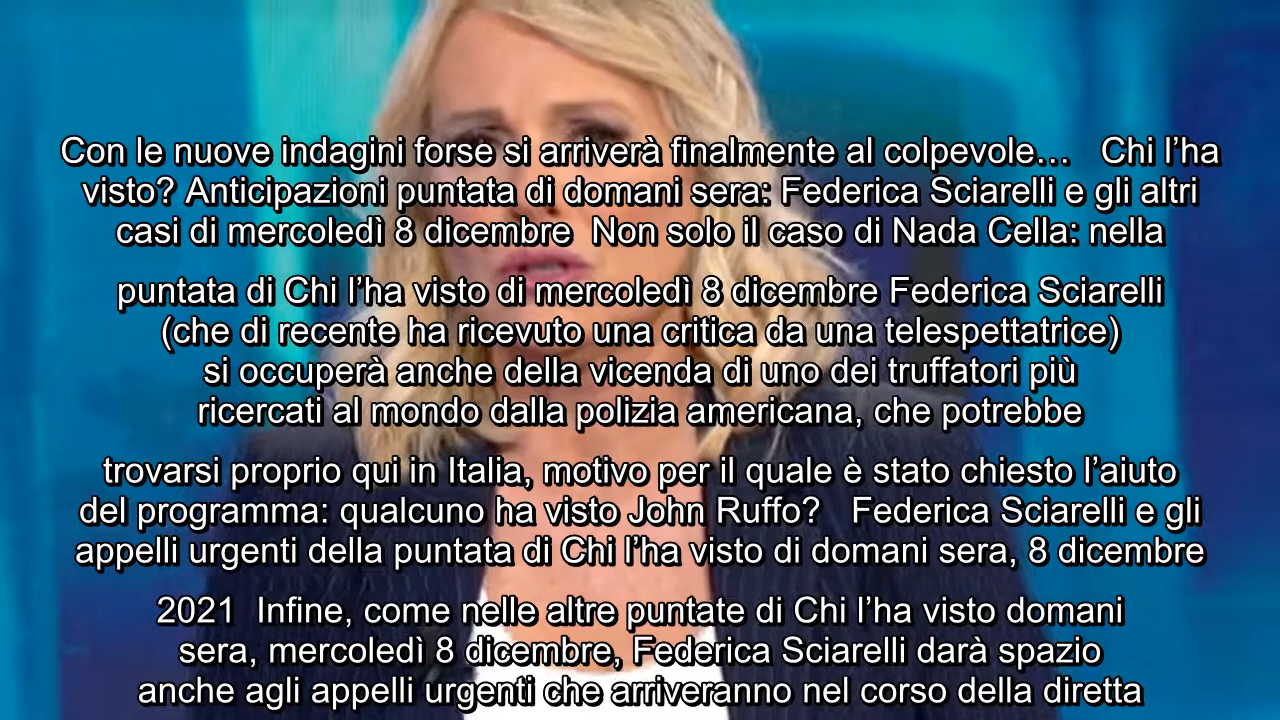 Con le nuove indagini forse si arriverà finalmente al colpevole…   Chi l’ha
visto? Anticipazioni puntata di domani sera: Federica Sciarelli e gli altri
casi di mercoledì 8 dicembre  Non solo il caso di Nada Cella: nella
puntata di Chi l’ha visto di mercoledì 8 dicembre Federica Sciarelli
(che di recente ha ricevuto una critica da una telespettatrice)
si occuperà anche della vicenda di uno dei truffatori più
ricercati al mondo dalla polizia americana, che potrebbe
trovarsi proprio qui in Italia, motivo per il quale è stato chiesto l’aiuto
del programma: qualcuno ha visto John Ruffo?   Federica Sciarelli e gli
appelli urgenti della puntata di Chi l’ha visto di domani sera, 8 dicembre
2021  Infine, come nelle altre puntate di Chi l’ha visto domani
sera, mercoledì 8 dicembre, Federica Sciarelli darà spazio
anche agli appelli urgenti che arriveranno nel corso della diretta